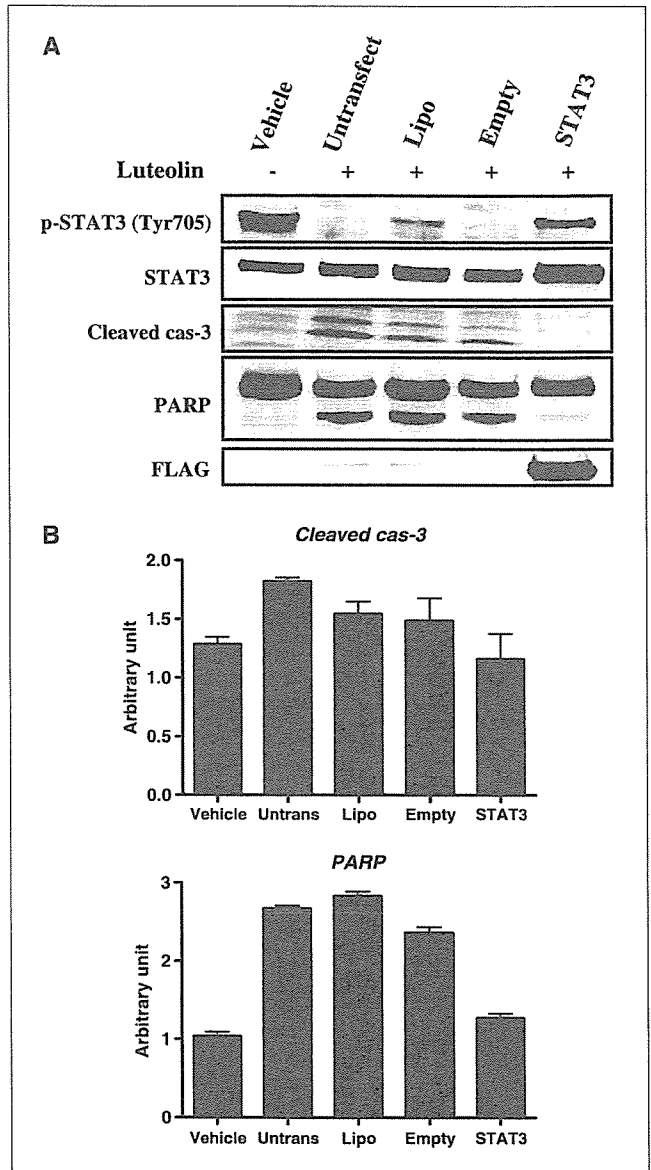 A
Vehicle Untransfect Lipo Empty STAT3
Luteolin - + + + +
p-STAT3 (Tyr705)
STAT3
Cleaved cas-3
PARP
FLAG
B
Cleaved cas-3
Arbitrary unit
2.0
1.5
1.0
0.5
0.0
Vehicle Untrans Lipo Empty STAT3
PARP
Arbitrary unit
3
2
1
0
Vehicle Untrans Lipo Empty STAT3